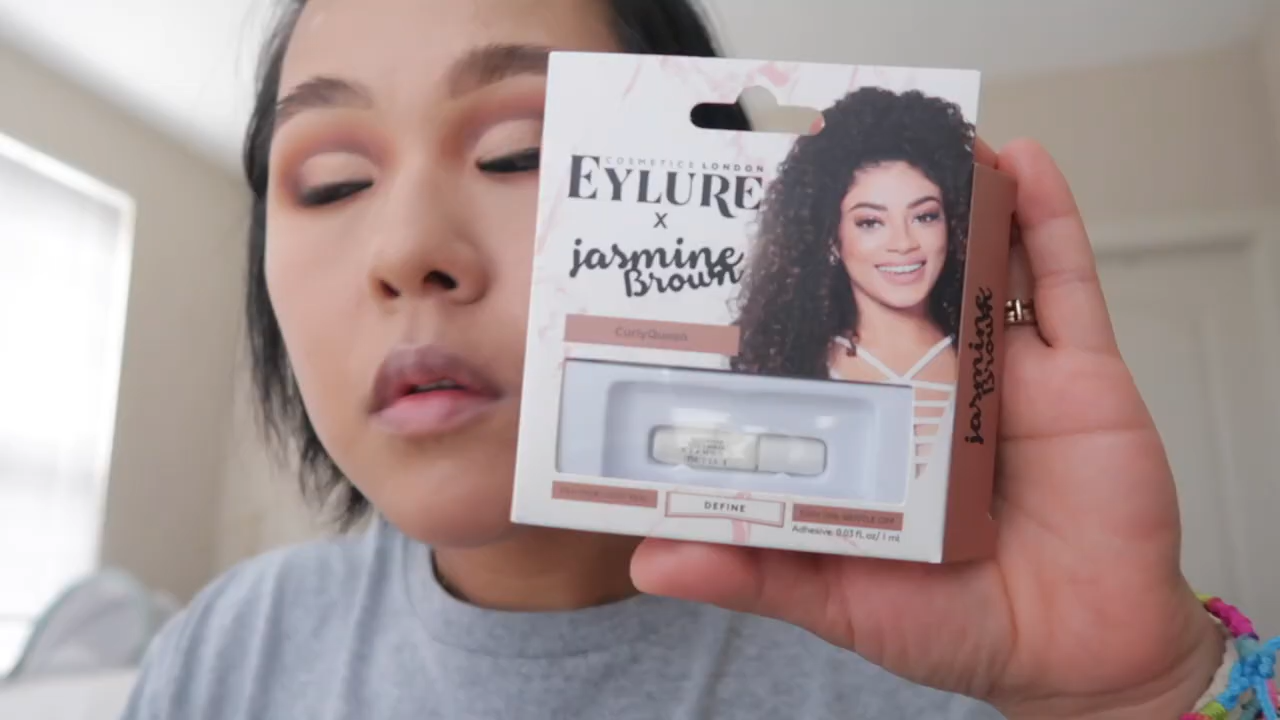 COSMETICS LONDON
EYLURE
x
jasmine
Brown
CurlyQueen
DEFINE
Adhesive 0.03 fl.oz/ 1 ml
jasmine
Brown